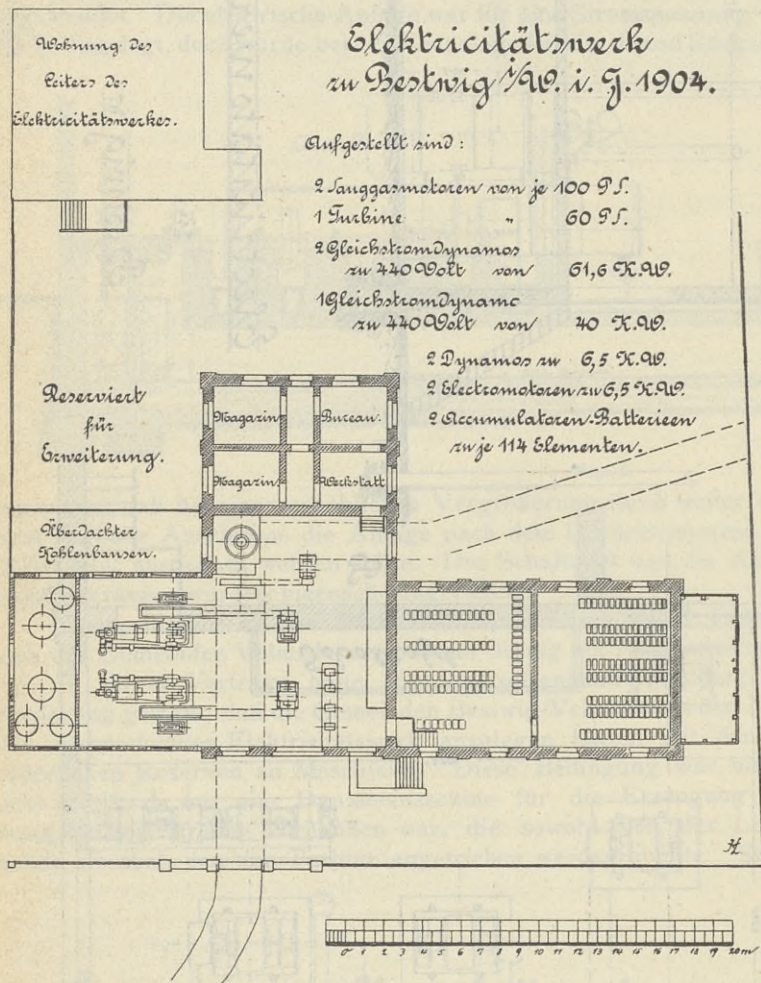 Elektricitätswerk
zu Bestwig i/W. i. J. 1904.
Wohnung des
Leiters des
Elektricitätswerkes.
Aufgestellt sind:
2 Sauggasmotoren von je 100 PS.
1 Turbine " 60 PS.
2 Gleichstromdynamos
zu 440 Volt von 61,6 K.W.
1 Gleichstromdynamo
zu 440 Volt von 40 K.W.
2 Dynamos zu 6,5 K.W.
2 Electromotoren zu 6,5 K.W.
2 Accumulatoren-Batterieen
zu je 114 Elementen.
Reserviert
für
Erweiterung.
Magazin. Bureau.
Magazin. Werkstatt
Überdachter
Kohlenbansen.
0 1 2 3 4 5 6 7 8 9 10 11 12 13 14 15 16 17 18 19 20 m